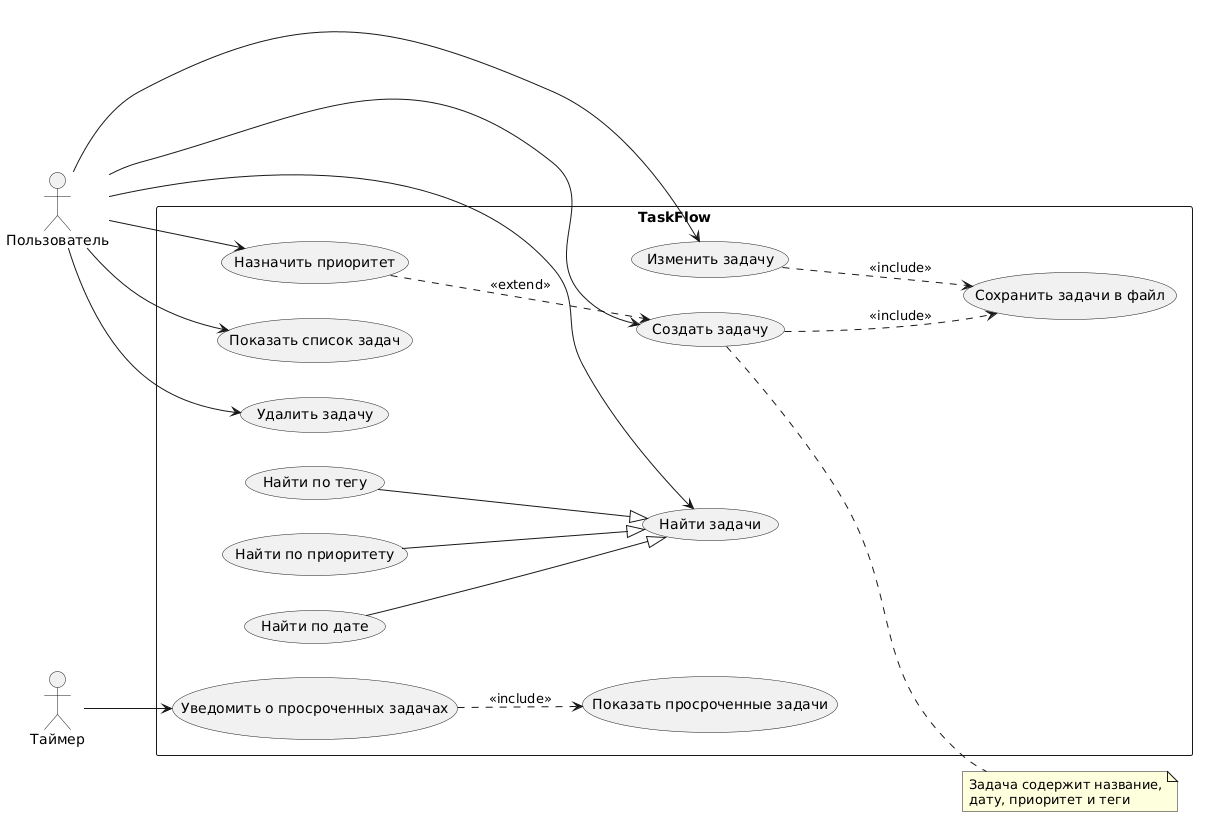 TaskFlow
Пользователь
Назначить приоритет
«extend»
Изменить задачу
«include»
Сохранить задачи в файл
Создать задачу
«include»
Показать список задач
Удалить задачу
Найти по тегу
Найти задачи
Найти по приоритету
Найти по дате
Таймер
Уведомить о просроченных задачах
«include»
Показать просроченные задачи
Задача содержит название,
дату, приоритет и теги